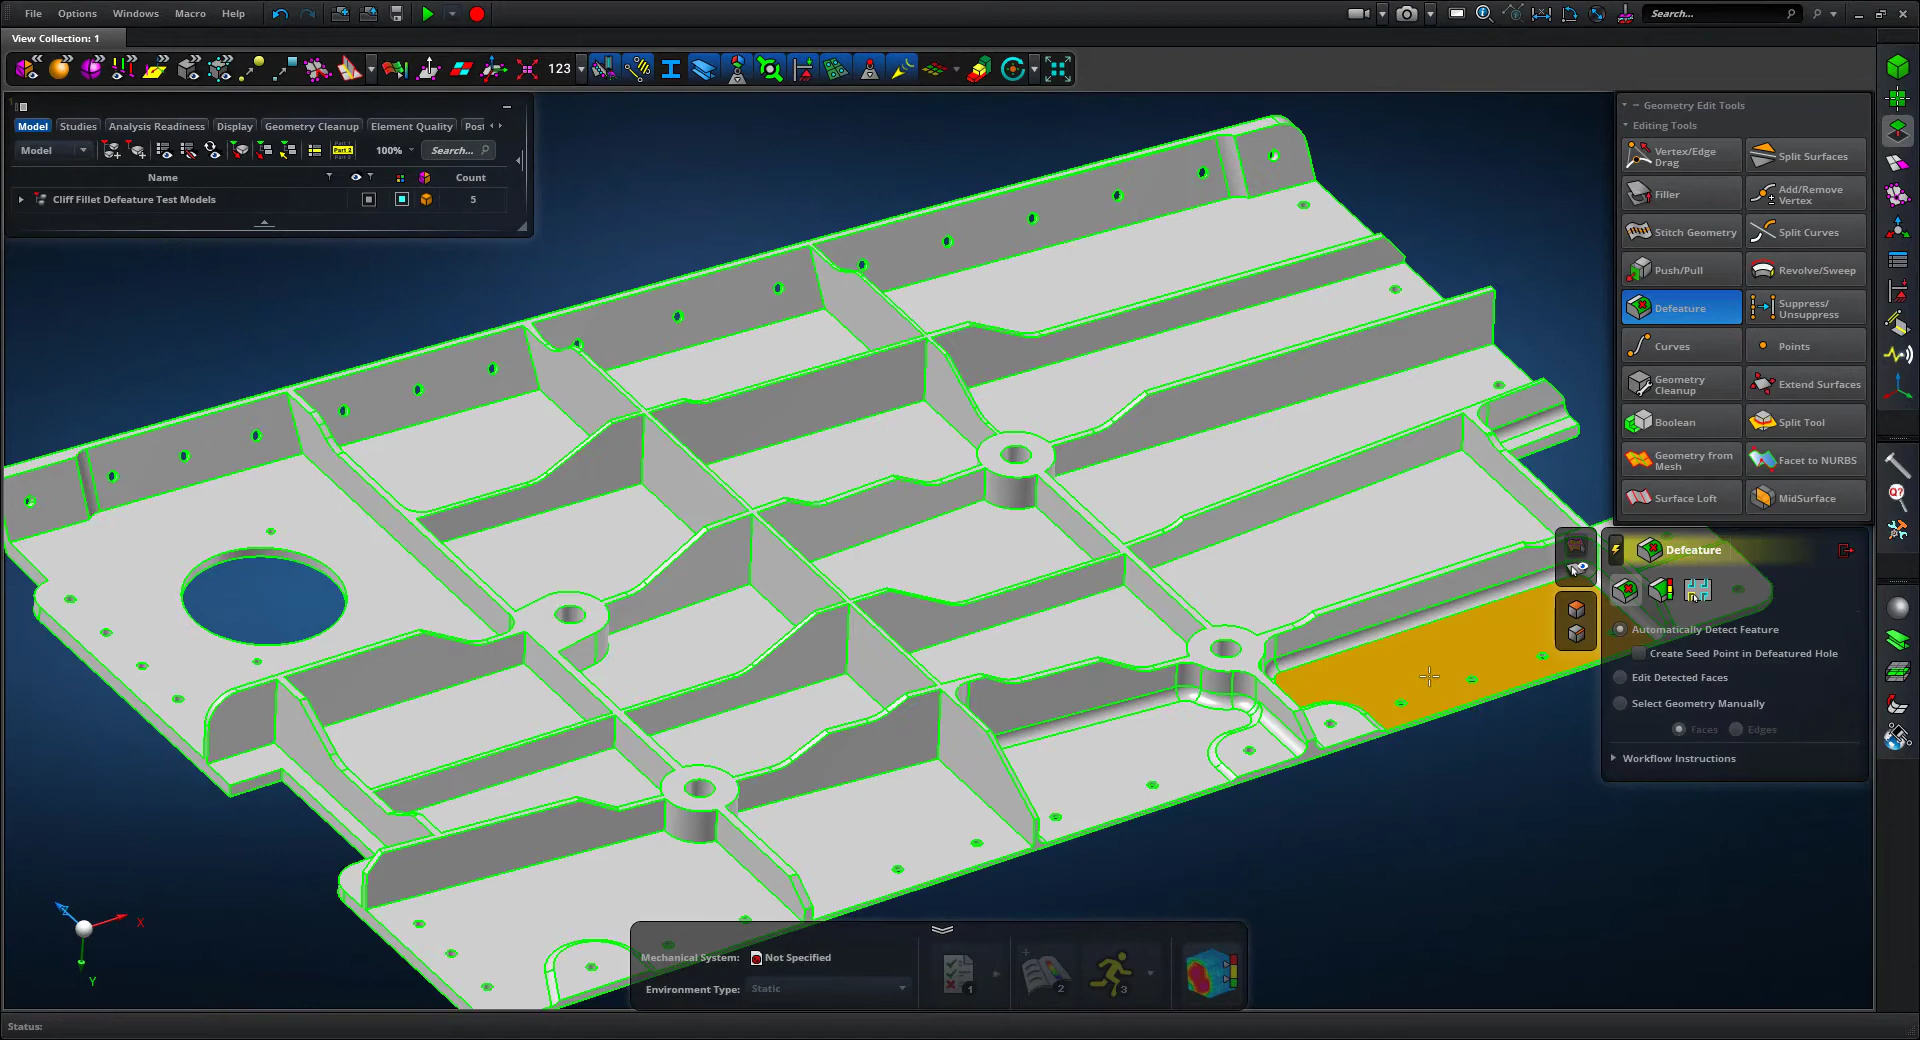 File Options Windows Macro Help
Search...
View Collection: 1
123
Model Studies Analysis Readiness Display Geometry Cleanup Element Quality Post
Model 100% Search...
Name Count
Cliff Fillet Defeature Test Models 5
Geometry Edit Tools
Editing Tools
Vertex/Edge Drag
Split Surfaces
Filler
Add/Remove Vertex
Stitch Geometry
Split Curves
Push/Pull
Revolve/Sweep
Defeature
Suppress/ Unsuppress
Curves
Points
Geometry Cleanup
Extend Surfaces
Boolean
Split Tool
Geometry from Mesh
Facet to NURBS
Surface Loft
MidSurface
Defeature
Automatically Detect Feature
Create Seed Point in Defeatured Hole
Edit Detected Faces
Select Geometry Manually
Faces Edges
Workflow Instructions
Z X
Y
Mechanical System: Not Specified
Environment Type: Static
1 2 3
Status: